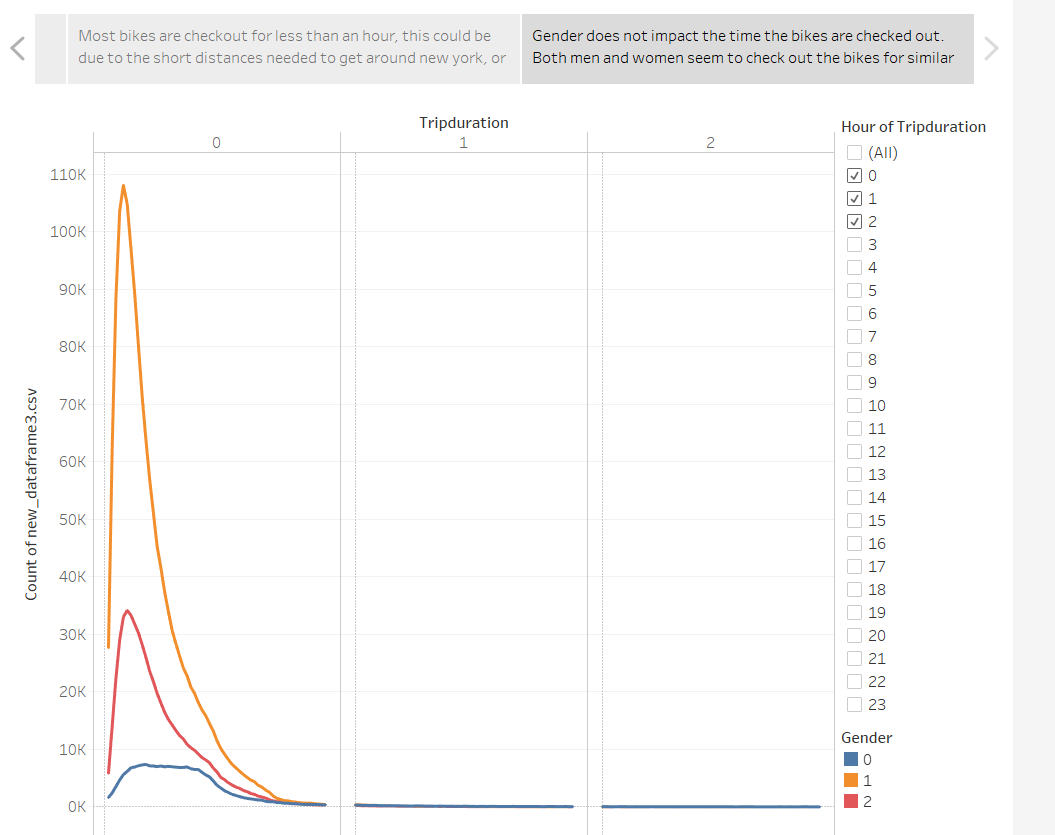 Most bikes are checkout for less than an hour, this could be
due to the short distances needed to get around new york, or
Gender does not impact the time the bikes are checked out.
Both men and women seem to check out the bikes for similar
Tripduration
0
1
2
110K
100K
90K
80K
70K
60K
50K
40K
30K
20K
10K
0K
Count of new_dataframe3.csv
Hour of Tripduration
(All)
0
1
2
3
4
5
6
7
8
9
10
11
12
13
14
15
16
17
18
19
20
21
22
23
Gender
0
1
2